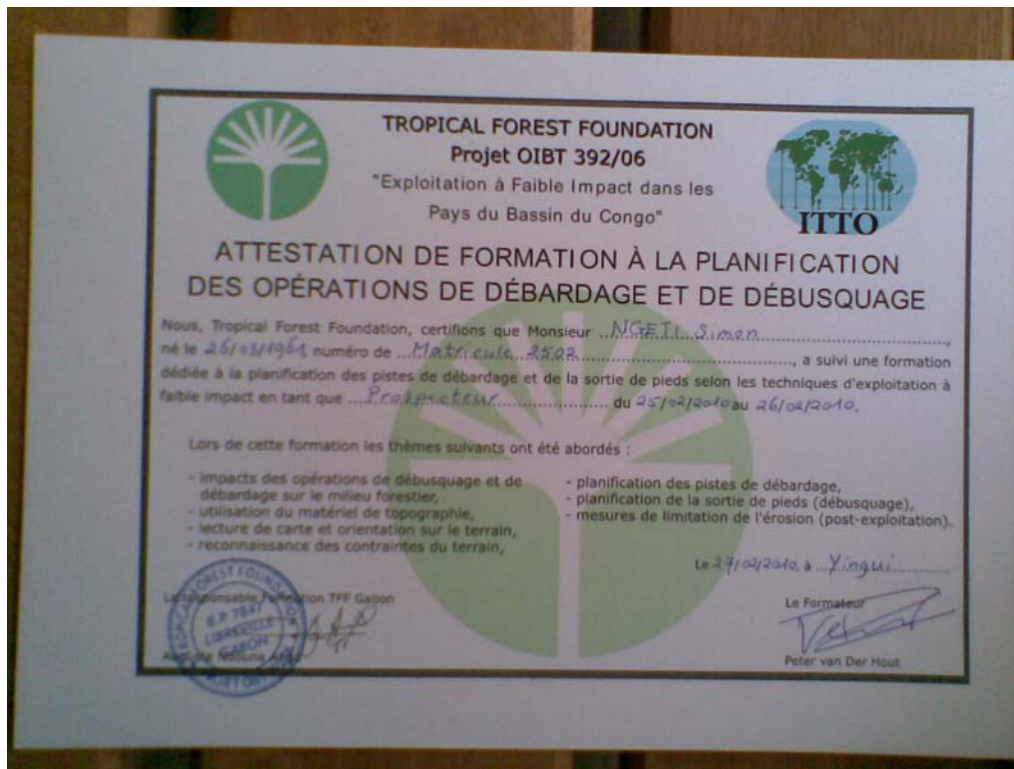 TROPICAL FOREST FOUNDATION
Projet OIBT 392/06
"Exploitation à Faible Impact dans les
Pays du Bassin du Congo"
ITTO
ATTESTATION DE FORMATION À LA PLANIFICATION
DES OPÉRATIONS DE DÉBARDAGE ET DE DÉBUSQUAGE
Nous, Tropical Forest Foundation, certifions que Monsieur ...NGETI Simon...,
né le 26/03/1961 numéro de ...Matricule 2502..., a suivi une formation
dédiée à la planification des pistes de débardage et de la sortie de pieds selon les techniques d'exploitation à
faible impact en tant que ...Prospecteur... du 25/02/2010 au 26/02/2010.
Lors de cette formation les thèmes suivants ont été abordés :
- impacts des opérations de débusquage et de
débardage sur le milieu forestier,
- utilisation du matériel de topographie,
- lecture de carte et orientation sur le terrain,
- reconnaissance des contraintes du terrain,
- planification des pistes de débardage,
- planification de la sortie de pieds (débusquage),
- mesures de limitation de l'érosion (post-exploitation).
Le 27/02/2010, à ...Yingui...
Le Responsable Formation TFF Gabon
FOREST FOUNDATION
B.P. 7847
LIBREVILLE
GABON
Le Formateur
Peter van Der Hout